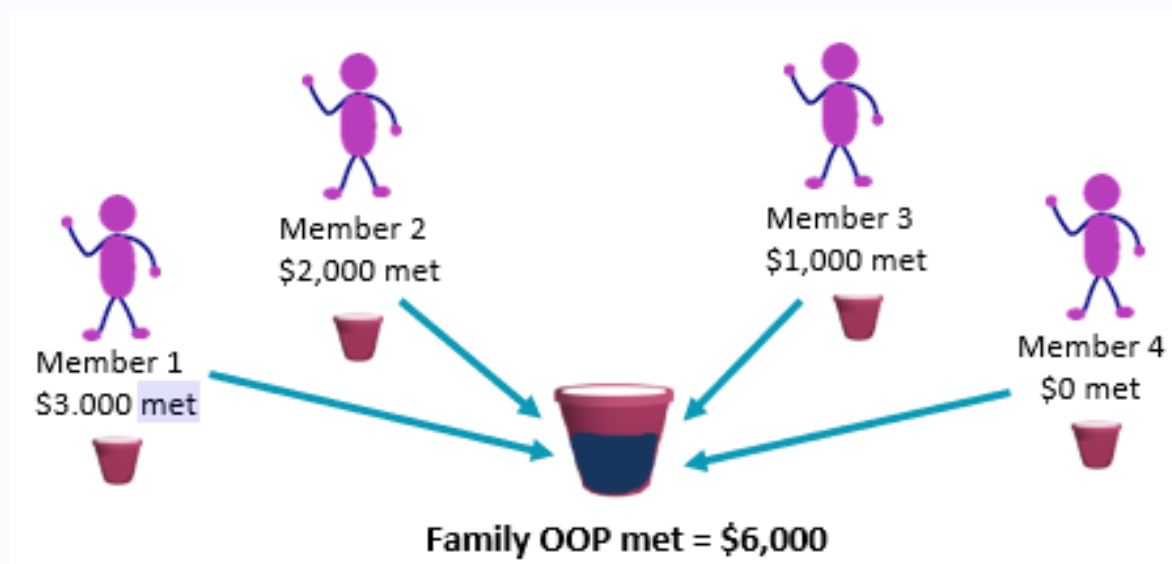 Member 1
$3.000 met
Member 2
$2,000 met
Member 3
$1,000 met
Member 4
$0 met
Family OOP met = $6,000